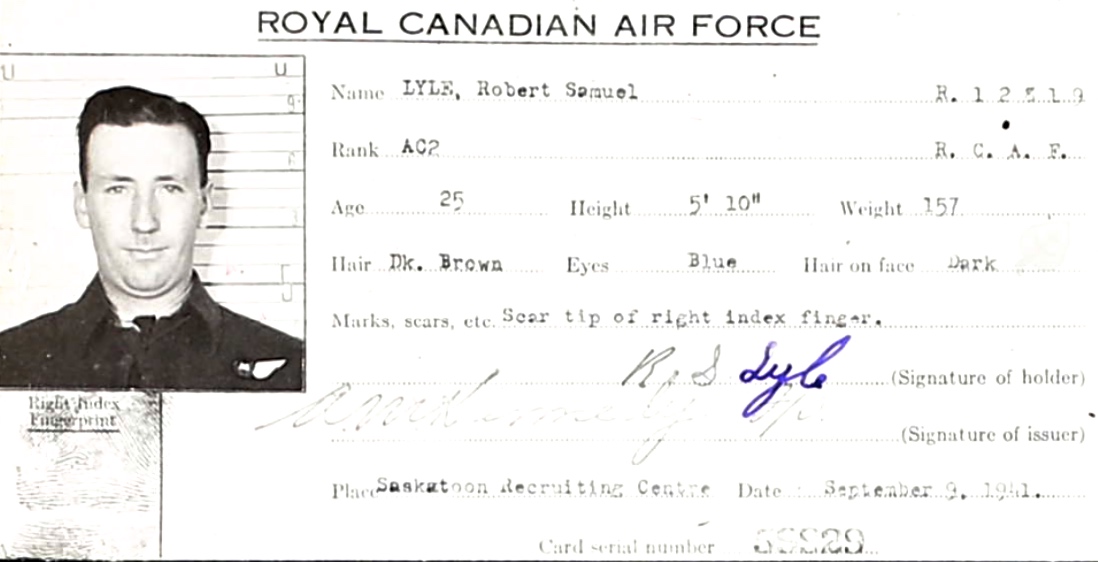 ROYAL CANADIAN AIR FORCE
Name LYLE, Robert Samuel R.
Rank AC2 R. C. A. F.
Age 25 Height 5' 10" Weight 157
Hair Dk. Brown Eyes Blue Hair on face Dark
Marks, scars, etc. Scar tip of right index finger.
R S Lyle (Signature of holder)
(Signature of issuer)
Right Index
Fingerprint
Place Saskatoon Recruiting Centre Date September 9, 1941.
Card serial number